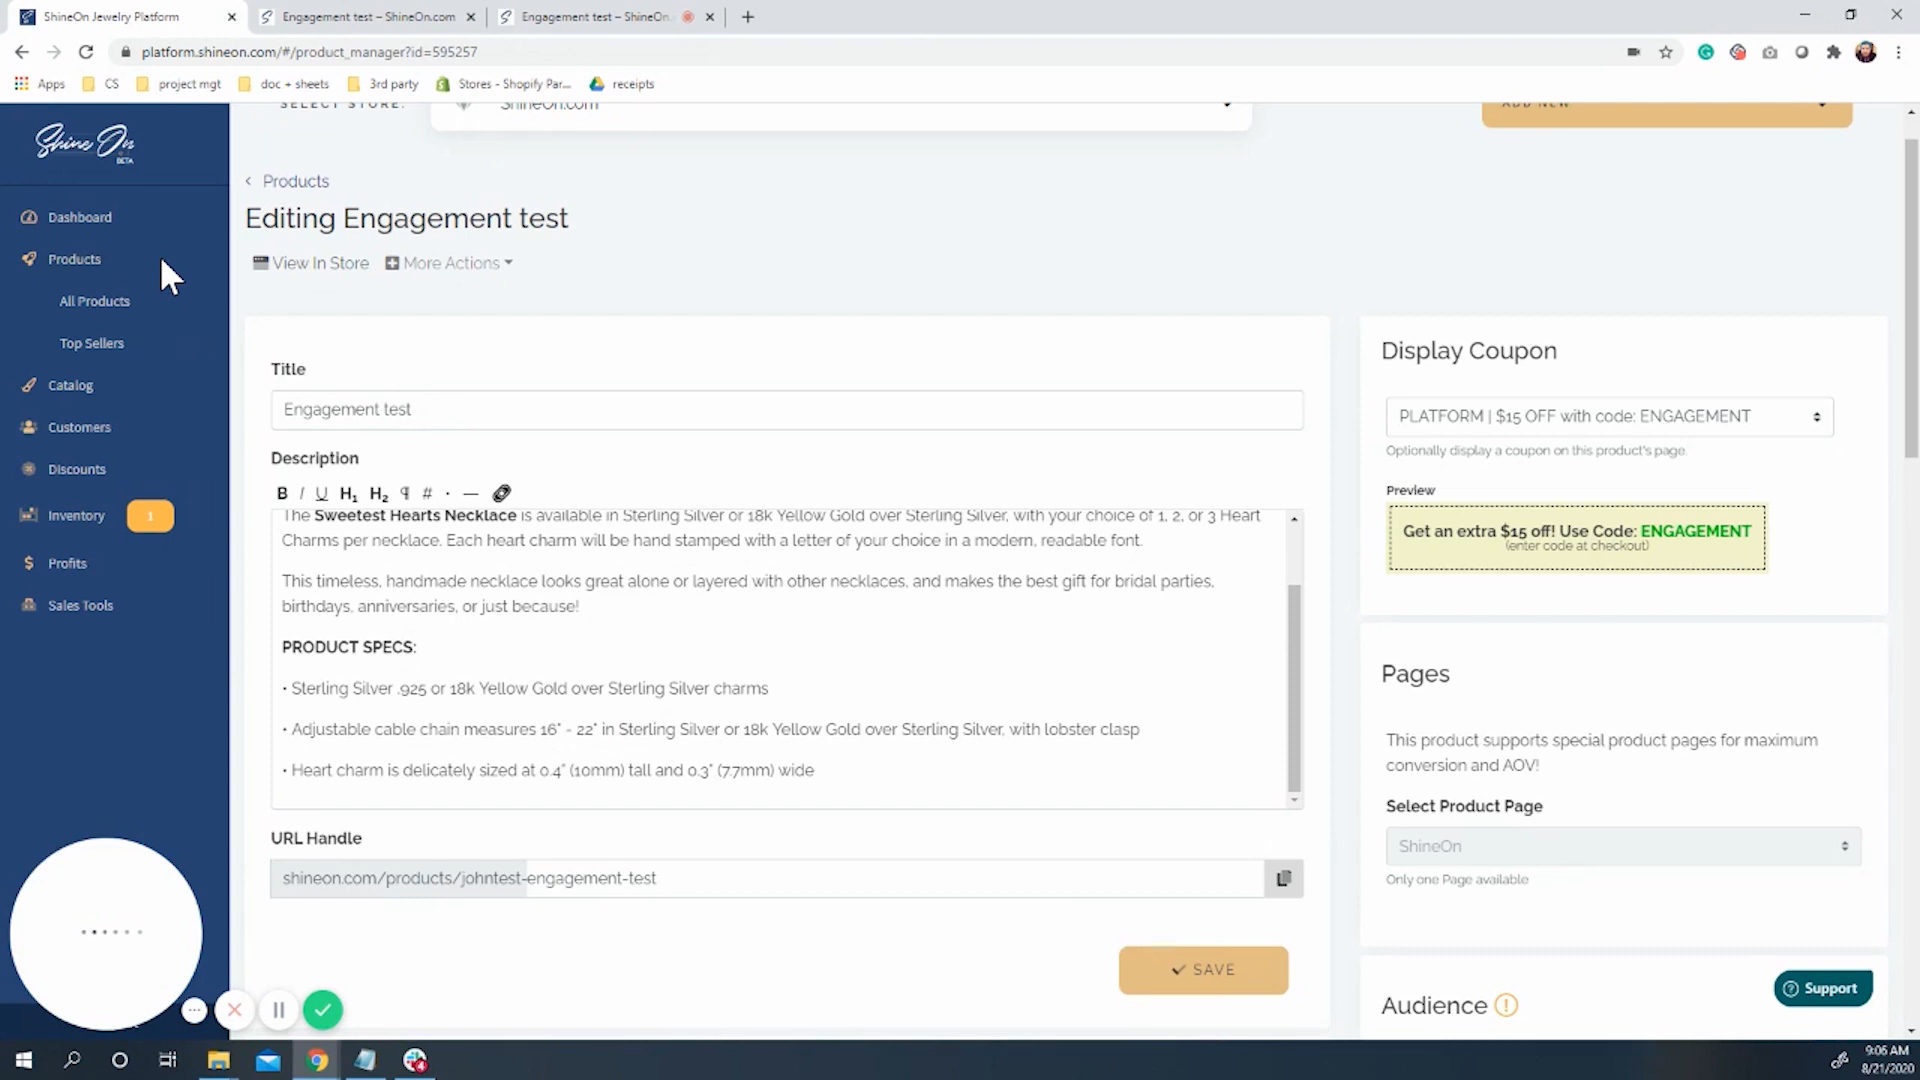 ShineOn Jewelry Platform
Engagement test – ShineOn.com
Engagement test – ShineOn.
platform.shineon.com/#/product_manager?id=595257
Apps
CS
project mgt
doc + sheets
3rd party
Stores - Shopify Par...
receipts
SELECT STORE:
ShineOn.com
ADD NEW
Shine On
BETA
Dashboard
Products
All Products
Top Sellers
Catalog
Customers
Discounts
Inventory 1
Profits
Sales Tools
‹ Products
Editing Engagement test
View In Store
More Actions
Title
Engagement test
Description
B I U H1 H2 ¶ # · —
The Sweetest Hearts Necklace is available in Sterling Silver or 18k Yellow Gold over Sterling Silver, with your choice of 1, 2, or 3 Heart
Charms per necklace. Each heart charm will be hand stamped with a letter of your choice in a modern, readable font.
This timeless, handmade necklace looks great alone or layered with other necklaces, and makes the best gift for bridal parties,
birthdays, anniversaries, or just because!
PRODUCT SPECS:
• Sterling Silver .925 or 18k Yellow Gold over Sterling Silver charms
• Adjustable cable chain measures 16" - 22" in Sterling Silver or 18k Yellow Gold over Sterling Silver, with lobster clasp
• Heart charm is delicately sized at 0.4" (10mm) tall and 0.3" (7.7mm) wide
URL Handle
shineon.com/products/johntest-engagement-test
SAVE
Display Coupon
PLATFORM | $15 OFF with code: ENGAGEMENT
Optionally display a coupon on this product's page.
Preview
Get an extra $15 off! Use Code: ENGAGEMENT
(enter code at checkout)
Pages
This product supports special product pages for maximum
conversion and AOV!
Select Product Page
ShineOn
Only one Page available
Audience
Support
9:06 AM
8/21/2020